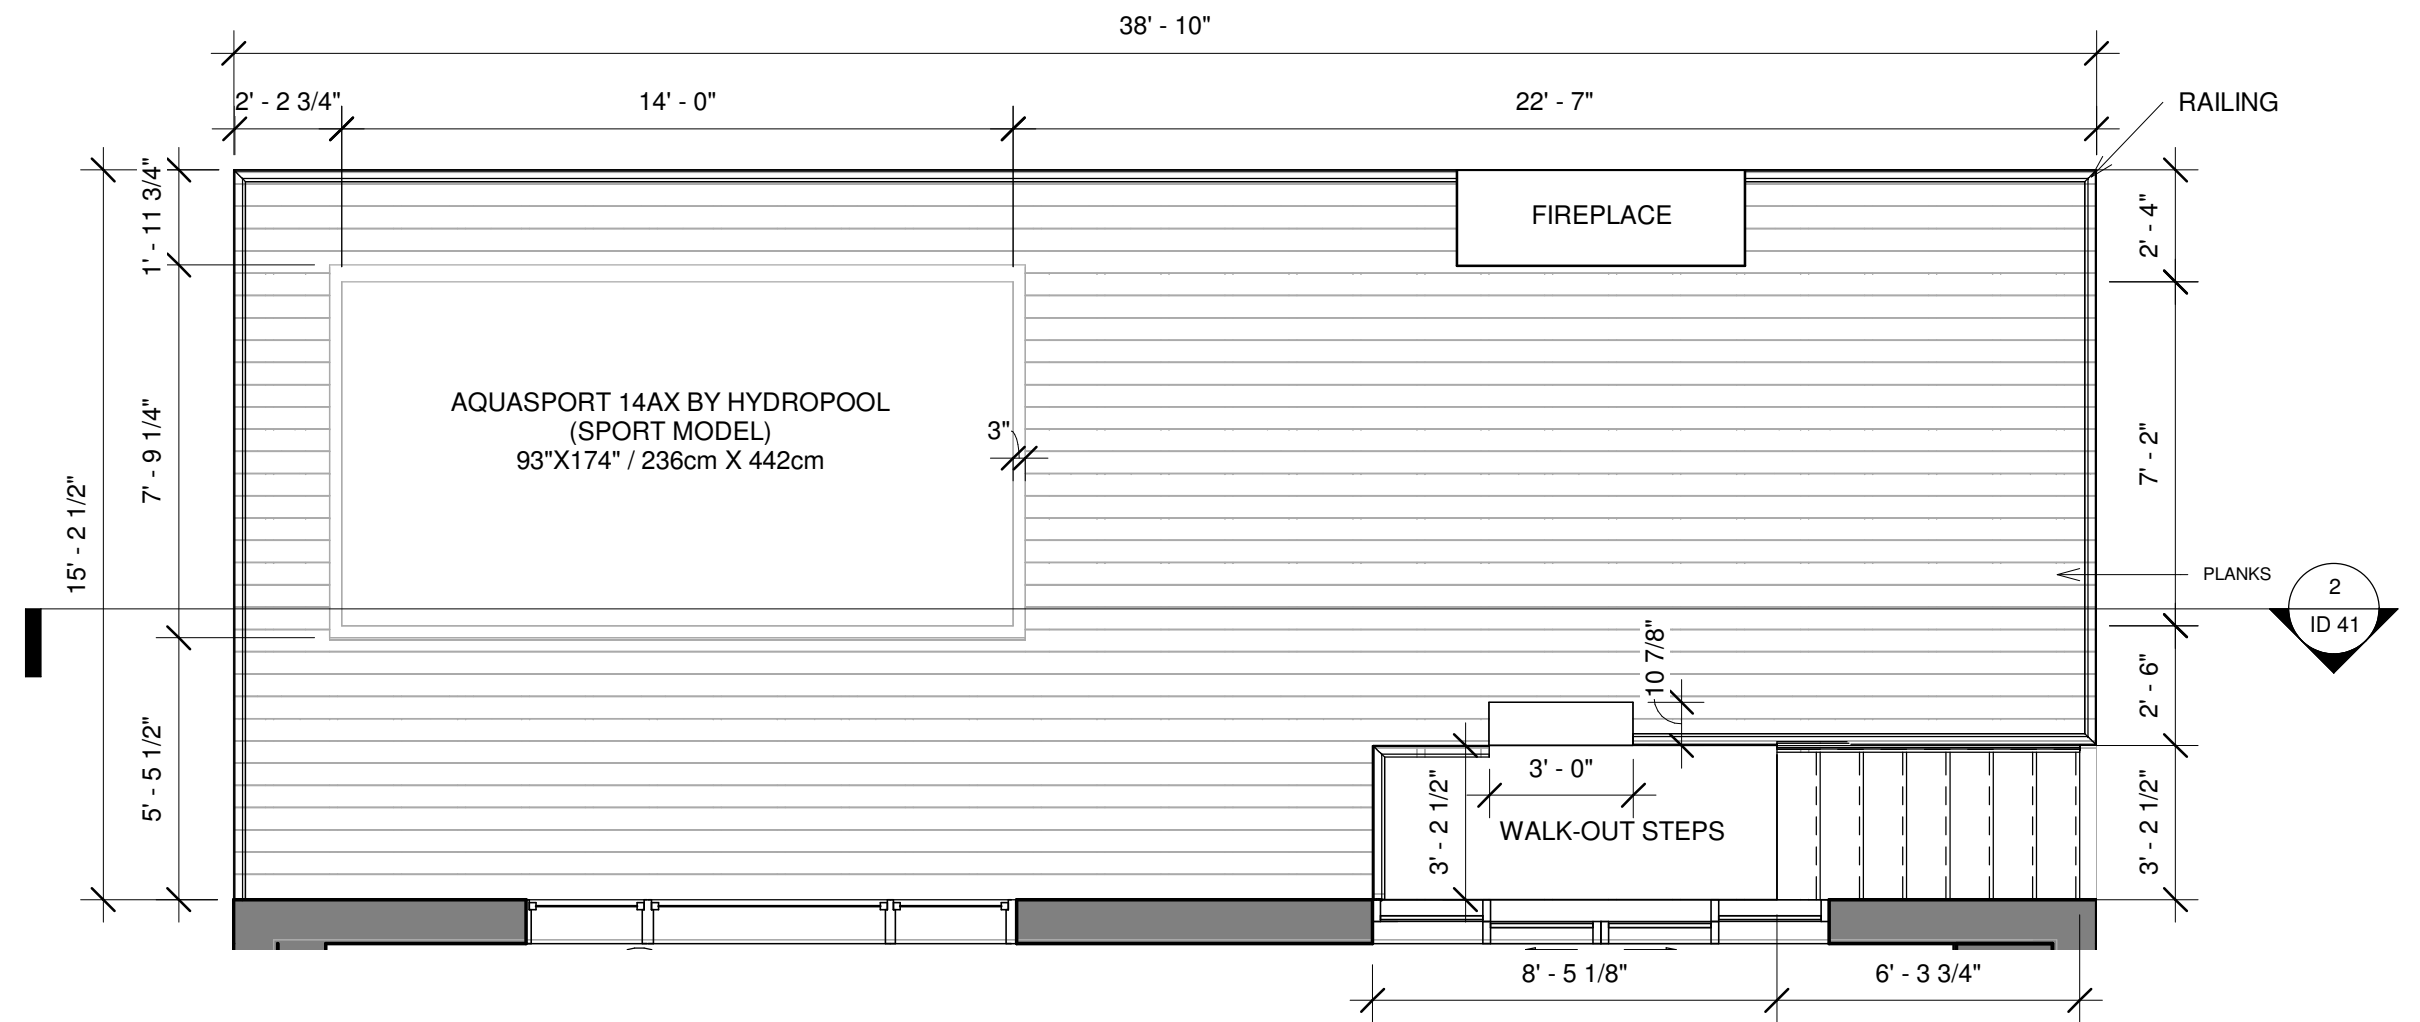 38' - 10"
2' - 2 3/4"
14' - 0"
22' - 7"
RAILING
1' - 11 3/4"
2' - 4"
FIREPLACE
AQUASPORT 14AX BY HYDROPOOL
(SPORT MODEL)
93"X174" / 236cm X 442cm
3"
7' - 9 1/4"
7' - 2"
15' - 2 1/2"
PLANKS
2
ID 41
10 7/8"
2' - 6"
5' - 5 1/2"
3' - 0"
3' - 2 1/2"
WALK-OUT STEPS
3' - 2 1/2"
8' - 5 1/8"
6' - 3 3/4"